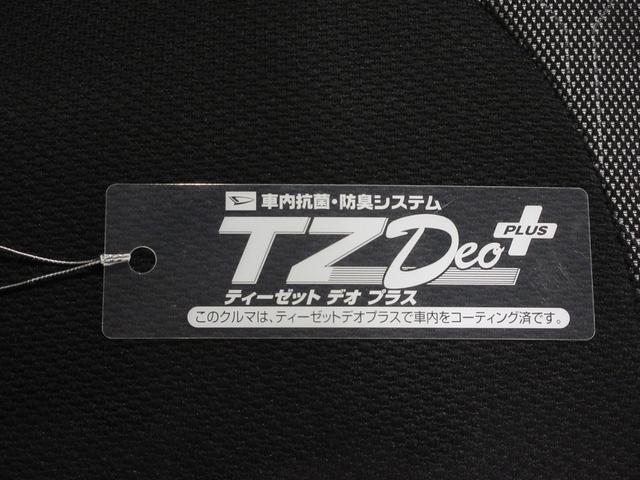 車内抗菌・防臭システム
TZ Deo PLUS
ティーゼット デオ プラス
このクルマは、ティーゼットデオプラスで車内をコーティング済です。